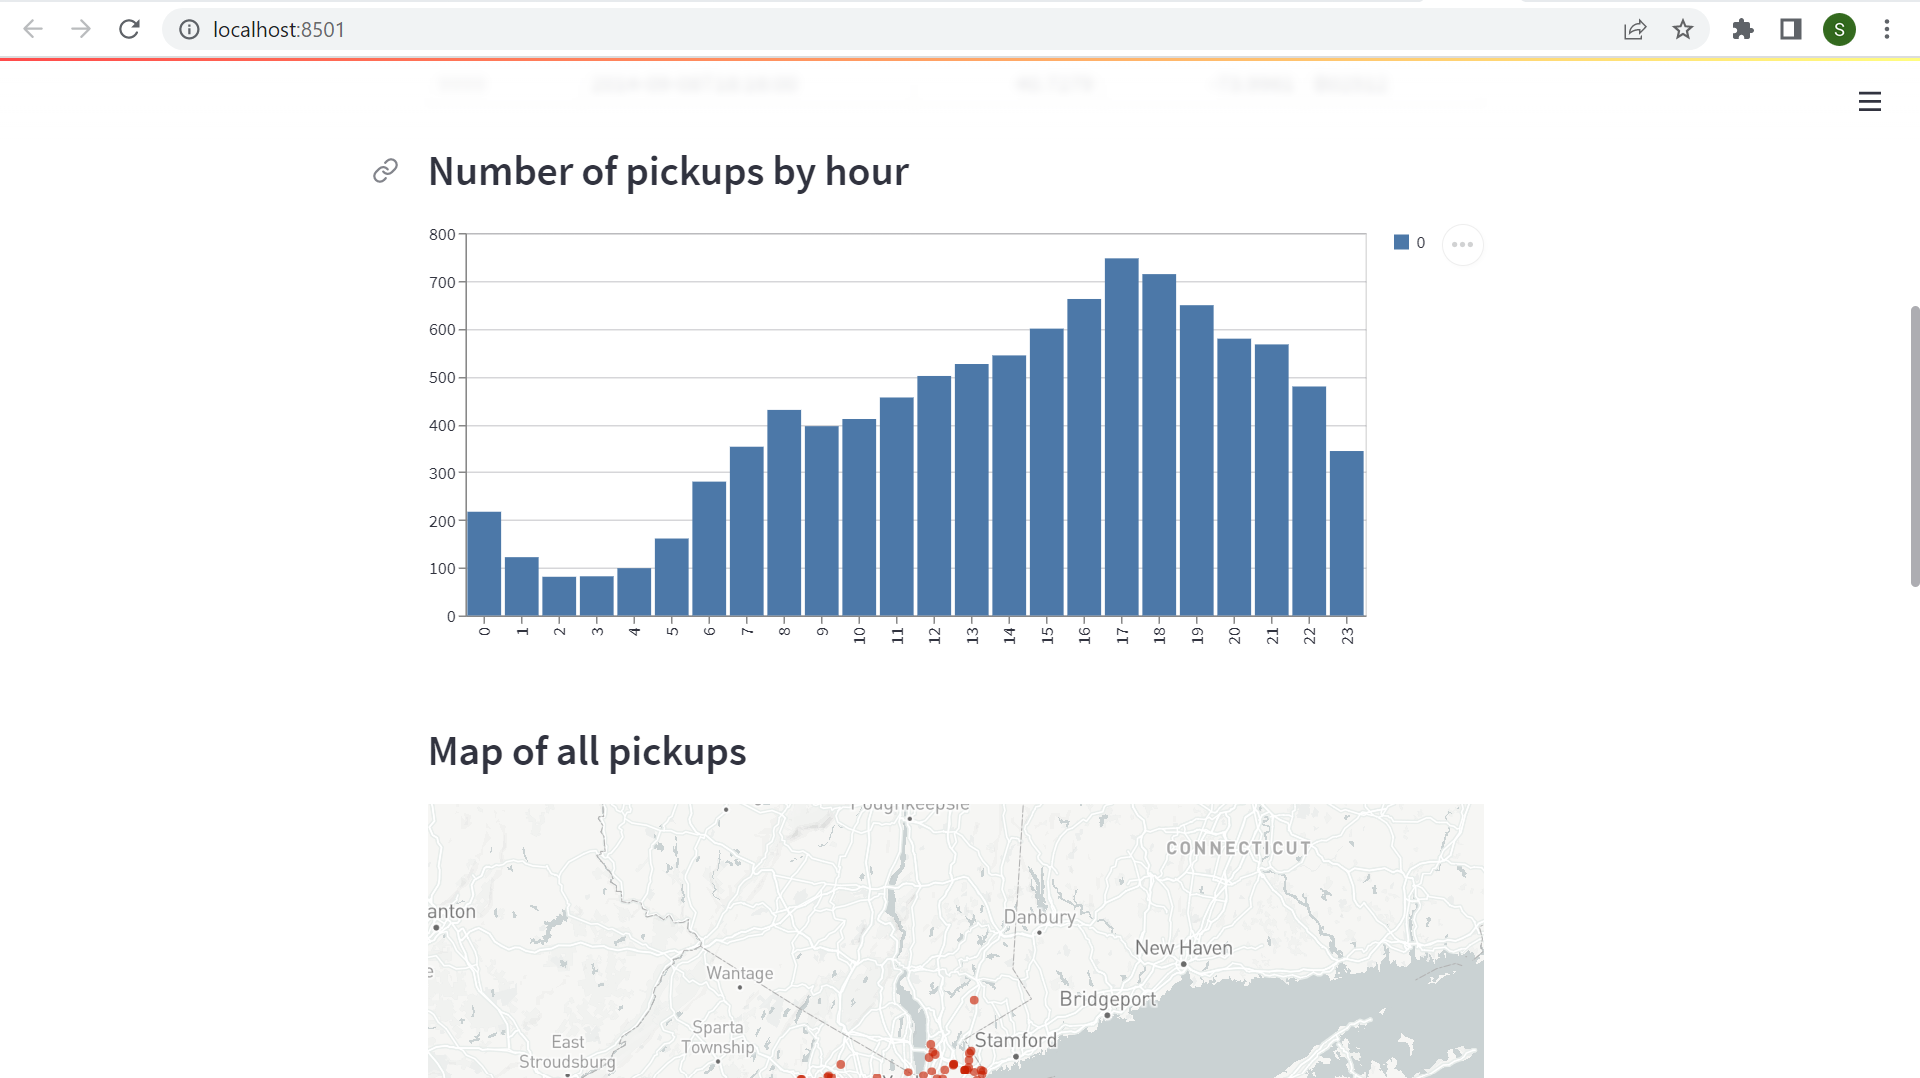 localhost:8501
S
Number of pickups by hour
800
700
600
500
400
300
200
100
0
0 1 2 3 4 5 6 7 8 9 10 11 12 13 14 15 16 17 18 19 20 21 22 23
0
Map of all pickups
Poughkeepsie
CONNECTICUT
anton
Danbury
New Haven
Wantage
Bridgeport
Sparta
Township
Stamford
East
Stroudsburg